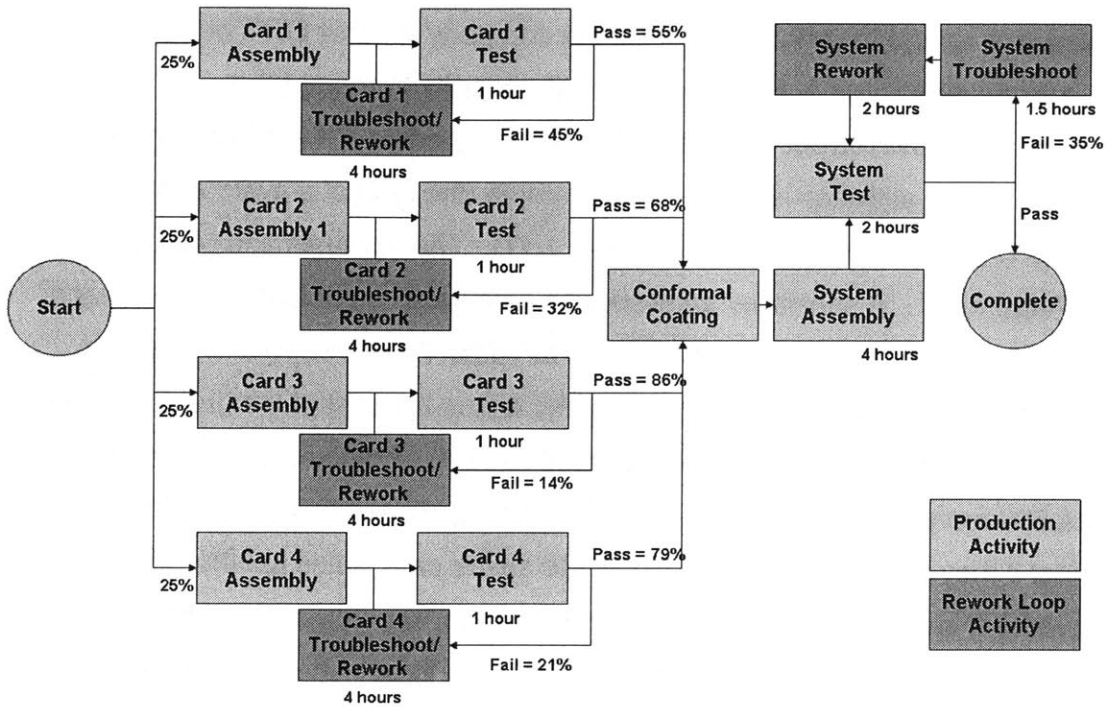 Start
25%
Card 1
Assembly
Card 1
Test
1 hour
Pass = 55%
Card 1
Troubleshoot/
Rework
4 hours
Fail = 45%
25%
Card 2
Assembly 1
Card 2
Test
1 hour
Pass = 68%
Card 2
Troubleshoot/
Rework
4 hours
Fail = 32%
25%
Card 3
Assembly
Card 3
Test
1 hour
Pass = 86%
Card 3
Troubleshoot/
Rework
4 hours
Fail = 14%
25%
Card 4
Assembly
Card 4
Test
1 hour
Pass = 79%
Card 4
Troubleshoot/
Rework
4 hours
Fail = 21%
Conformal
Coating
System
Assembly
4 hours
System
Test
2 hours
System
Rework
2 hours
System
Troubleshoot
1.5 hours
Fail = 35%
Pass
Complete
Production
Activity
Rework Loop
Activity